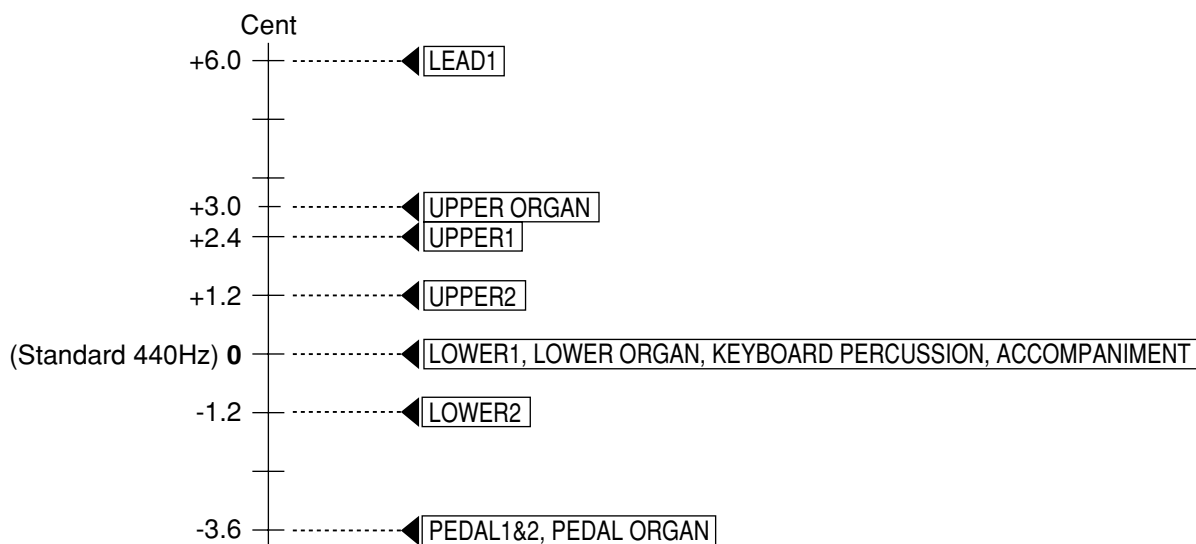 Cent
+6.0 LEAD1
+3.0 UPPER ORGAN
+2.4 UPPER1
+1.2 UPPER2
(Standard 440Hz) 0 LOWER1, LOWER ORGAN, KEYBOARD PERCUSSION, ACCOMPANIMENT
-1.2 LOWER2
-3.6 PEDAL1&2, PEDAL ORGAN